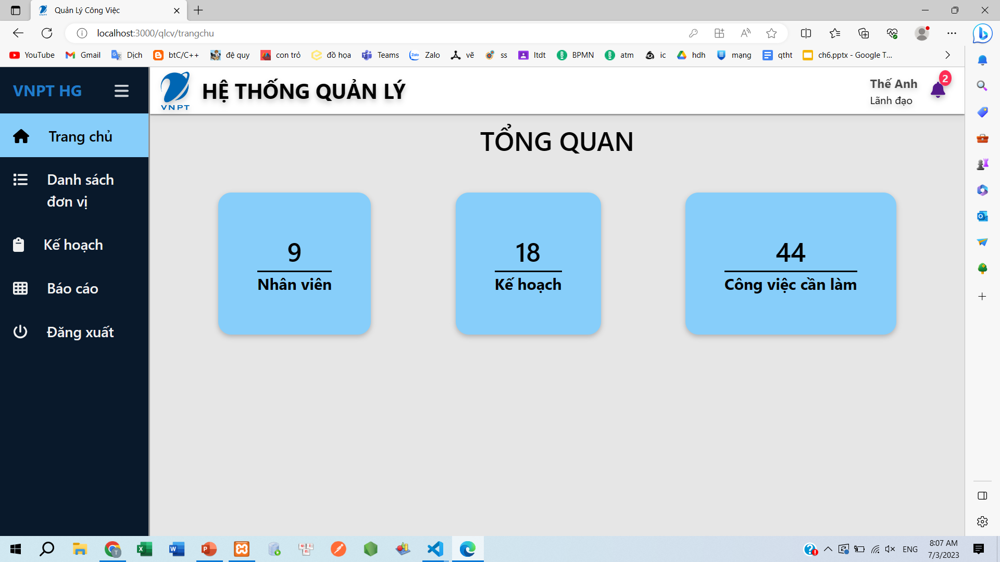 Quản Lý Công Việc
localhost:3000/qlcv/trangchu
YouTube Gmail Dịch btC/C++ đệ quy con trỏ đồ họa Teams Zalo vẽ ss ltdt BPMN atm ic hdh mạng qtht ch6.pptx - Google T...
VNPT HG
VNPT
HỆ THỐNG QUẢN LÝ
Thế Anh
Lãnh đạo
2
Trang chủ
Danh sách
đơn vị
Kế hoạch
Báo cáo
Đăng xuất
TỔNG QUAN
9
Nhân viên
18
Kế hoạch
44
Công việc cần làm
ENG
8:07 AM
7/3/2023